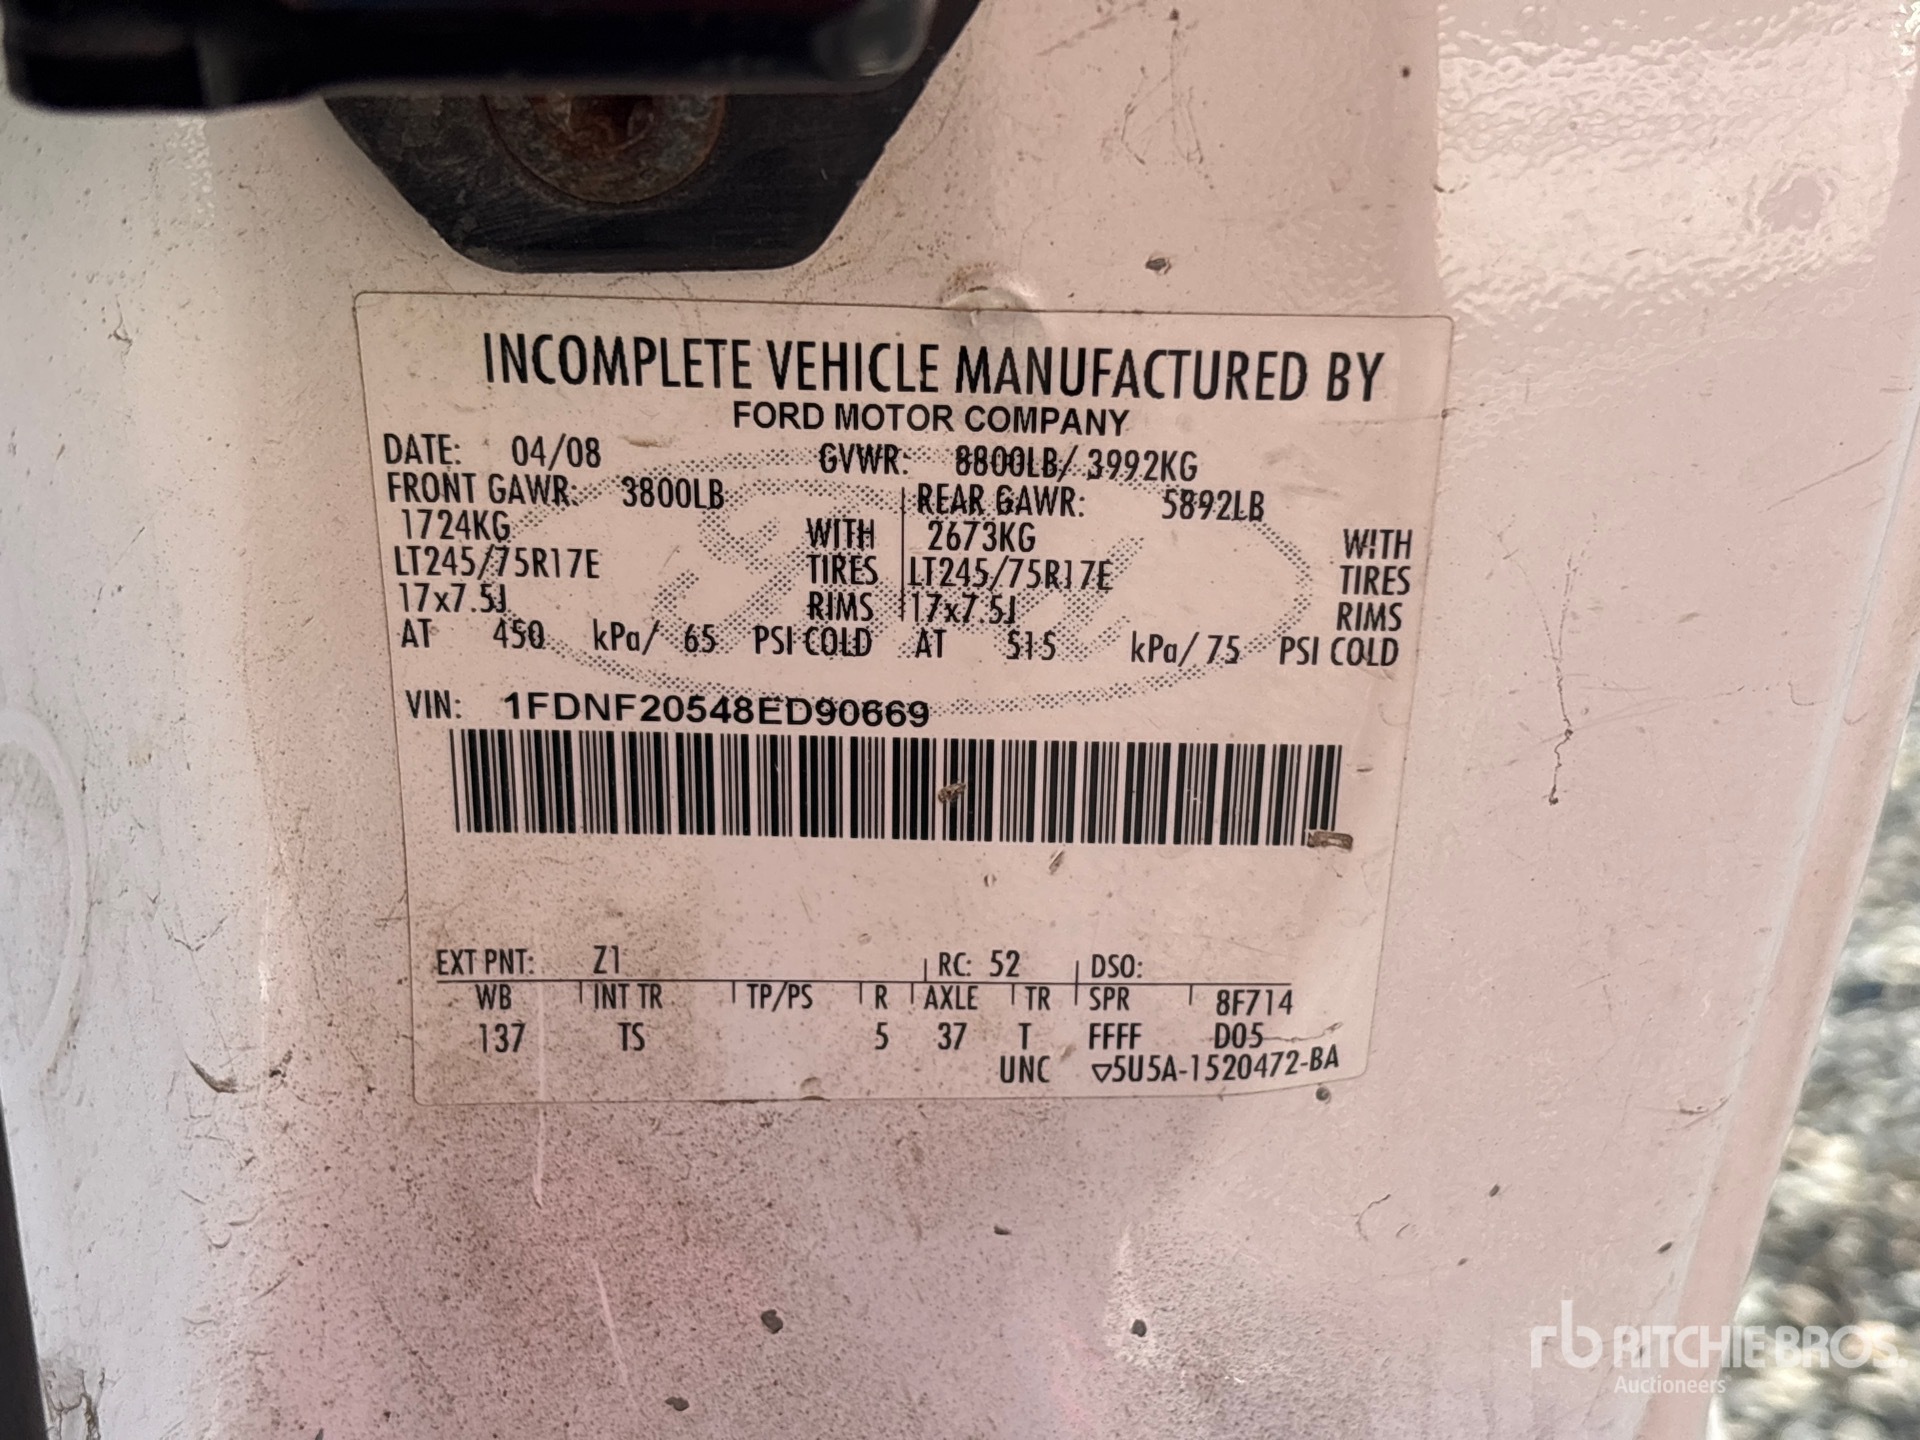 INCOMPLETE VEHICLE MANUFACTURED BY
FORD MOTOR COMPANY
DATE: 04/08 GVWR: 8800LB/ 3992KG
FRONT GAWR: 3800LB REAR GAWR: 5892LB
1724KG WITH 2673KG WITH
LT245/75R17E TIRES LT245/75R17E TIRES
17x7.5J RIMS 17x7.5J RIMS
AT 450 kPa/ 65 PSI COLD AT 515 kPa/ 75 PSI COLD
VIN: 1FDNF20548ED90669
EXT PNT: Z1 RC: 52 DSO:
WB INT TR TP/PS R AXLE TR SPR 8F714
137 TS 5 37 T FFFF D05
UNC ▽5U5A-1520472-BA
rb RITCHIE BROS.
Auctioneers